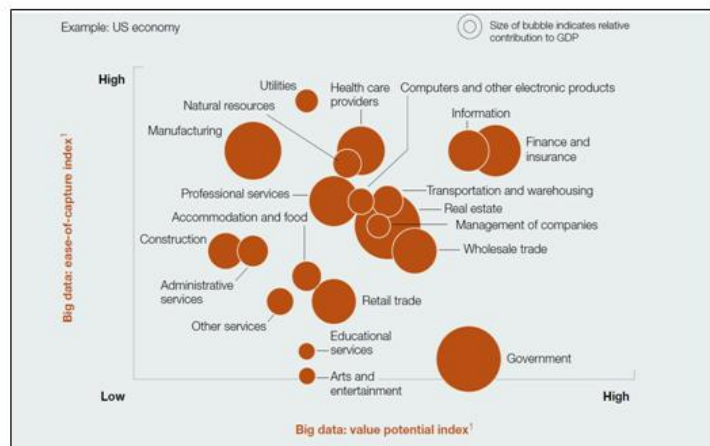 Example: US economy
Size of bubble indicates relative
contribution to GDP
High
Utilities
Health care
providers
Computers and other electronic products
Natural resources
Information
Manufacturing
Finance and
insurance
Professional services
Transportation and warehousing
Real estate
Accommodation and food
Management of companies
Construction
Wholesale trade
Administrative
services
Retail trade
Other services
Educational
services
Government
Arts and
entertainment
Low
High
Big data: ease-of-capture index¹
Big data: value potential index¹